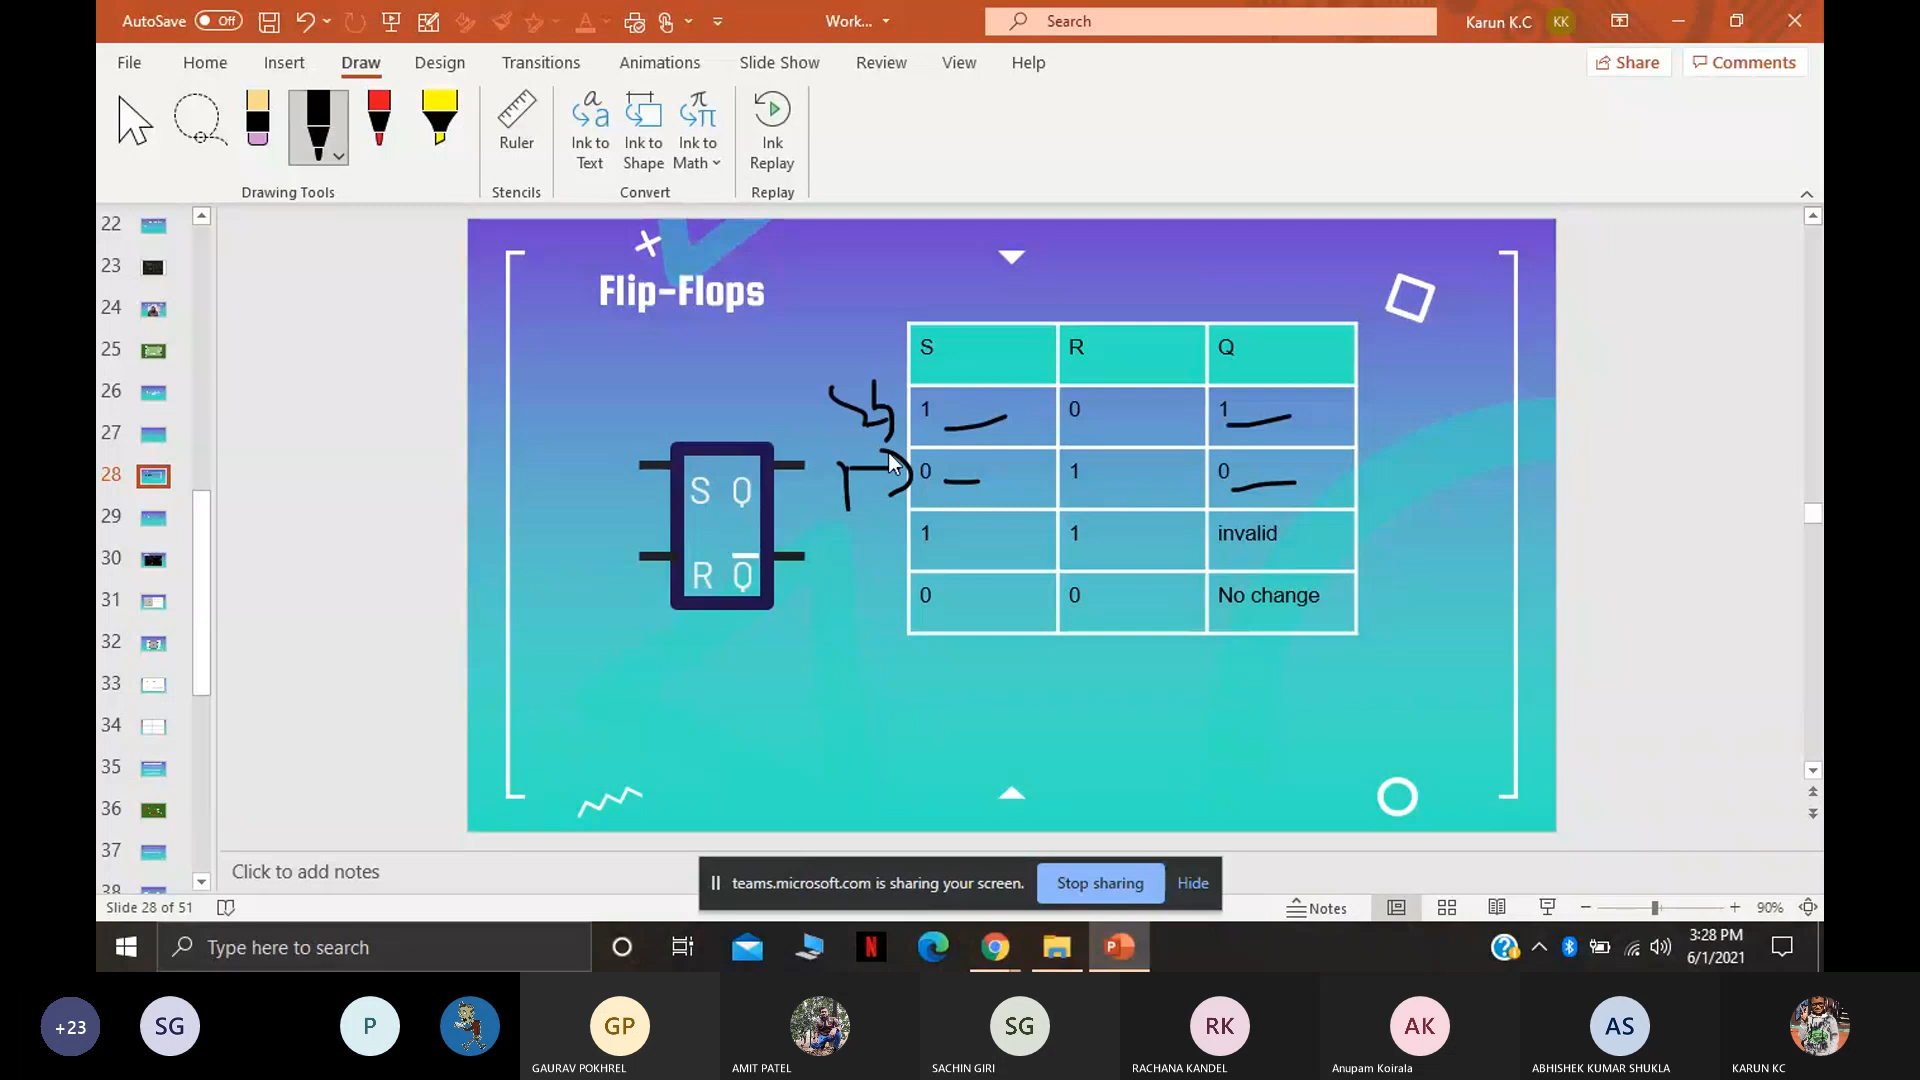 AutoSave Off Work... Search Karun K.C KK
File Home Insert Draw Design Transitions Animations Slide Show Review View Help Share Comments
Ruler
Ink to Text
Ink to Shape
Ink to Math
Ink Replay
Drawing Tools Stencils Convert Replay
22
23
24
25
26
27
28
29
30
31
32
33
34
35
36
37
38
Flip-Flops
S Q
R Q
S R Q
1 0 1
0 1 0
1 1 invalid
0 0 No change
Click to add notes
teams.microsoft.com is sharing your screen. Stop sharing Hide
Slide 28 of 51 Notes 90%
Type here to search
3:28 PM
6/1/2021
+23 SG P GP SG RK AK AS
GAURAV POKHREL AMIT PATEL SACHIN GIRI RACHANA KANDEL Anupam Koirala ABHISHEK KUMAR SHUKLA KARUN KC